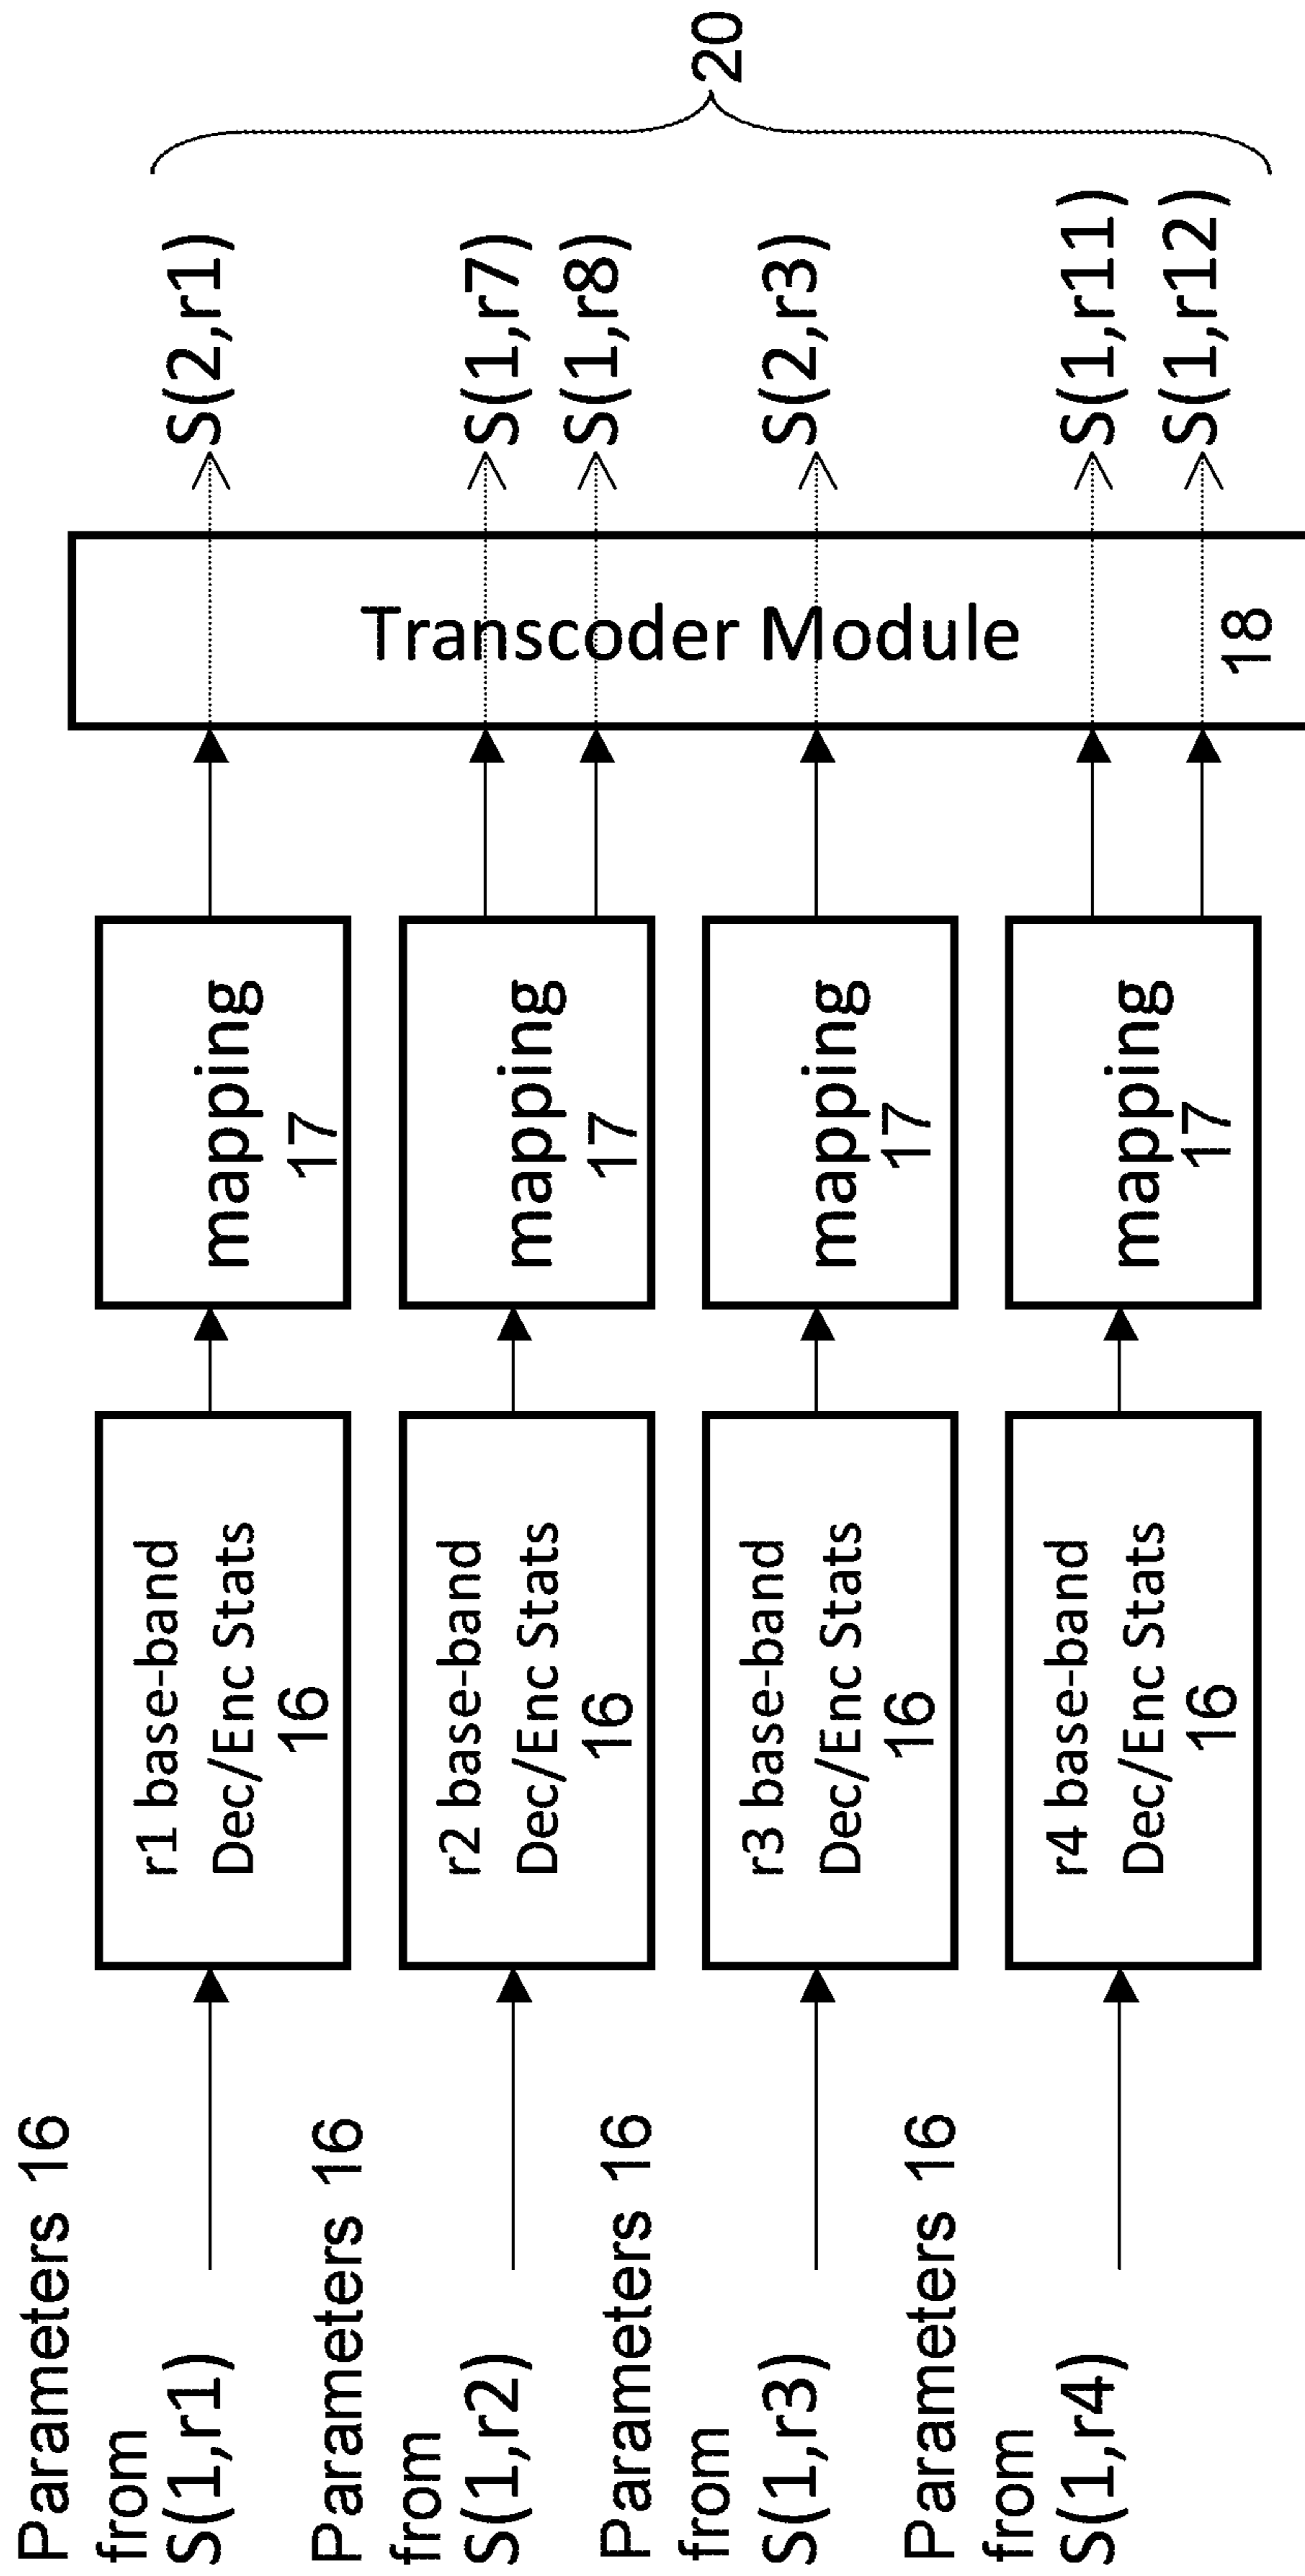 Parameters 16
from
S(1,r1)
r1 base-band
Dec/Enc Stats
16
mapping
17
S(2,r1)
Parameters 16
from
S(1,r2)
r2 base-band
Dec/Enc Stats
16
mapping
17
S(1,r7)
S(1,r8)
Parameters 16
from
S(1,r3)
r3 base-band
Dec/Enc Stats
16
mapping
17
S(2,r3)
Parameters 16
from
S(1,r4)
r4 base-band
Dec/Enc Stats
16
mapping
17
S(1,r11)
S(1,r12)
Transcoder Module
18
20